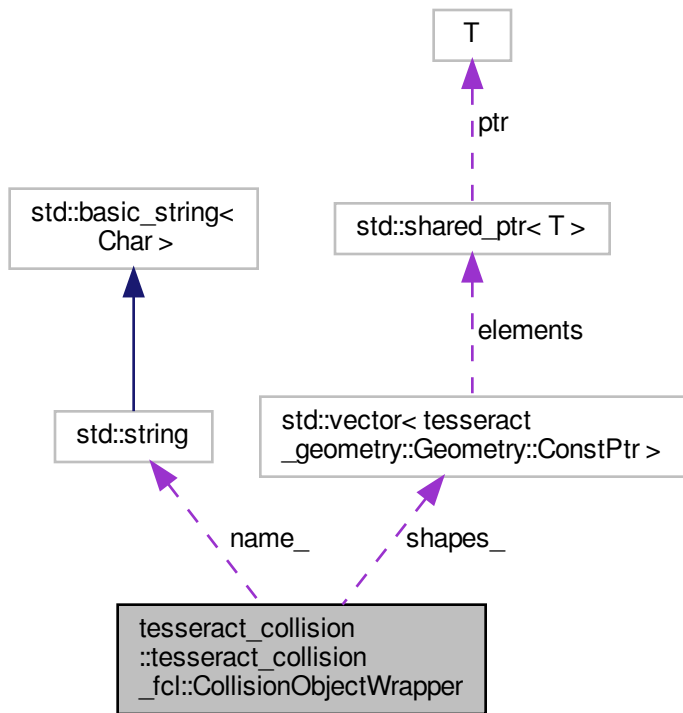 T
ptr
std::basic_string<
Char >
std::shared_ptr< T >
elements
std::string
std::vector< tesseract
_geometry::Geometry::ConstPtr >
name_
shapes_
tesseract_collision
::tesseract_collision
_fcl::CollisionObjectWrapper